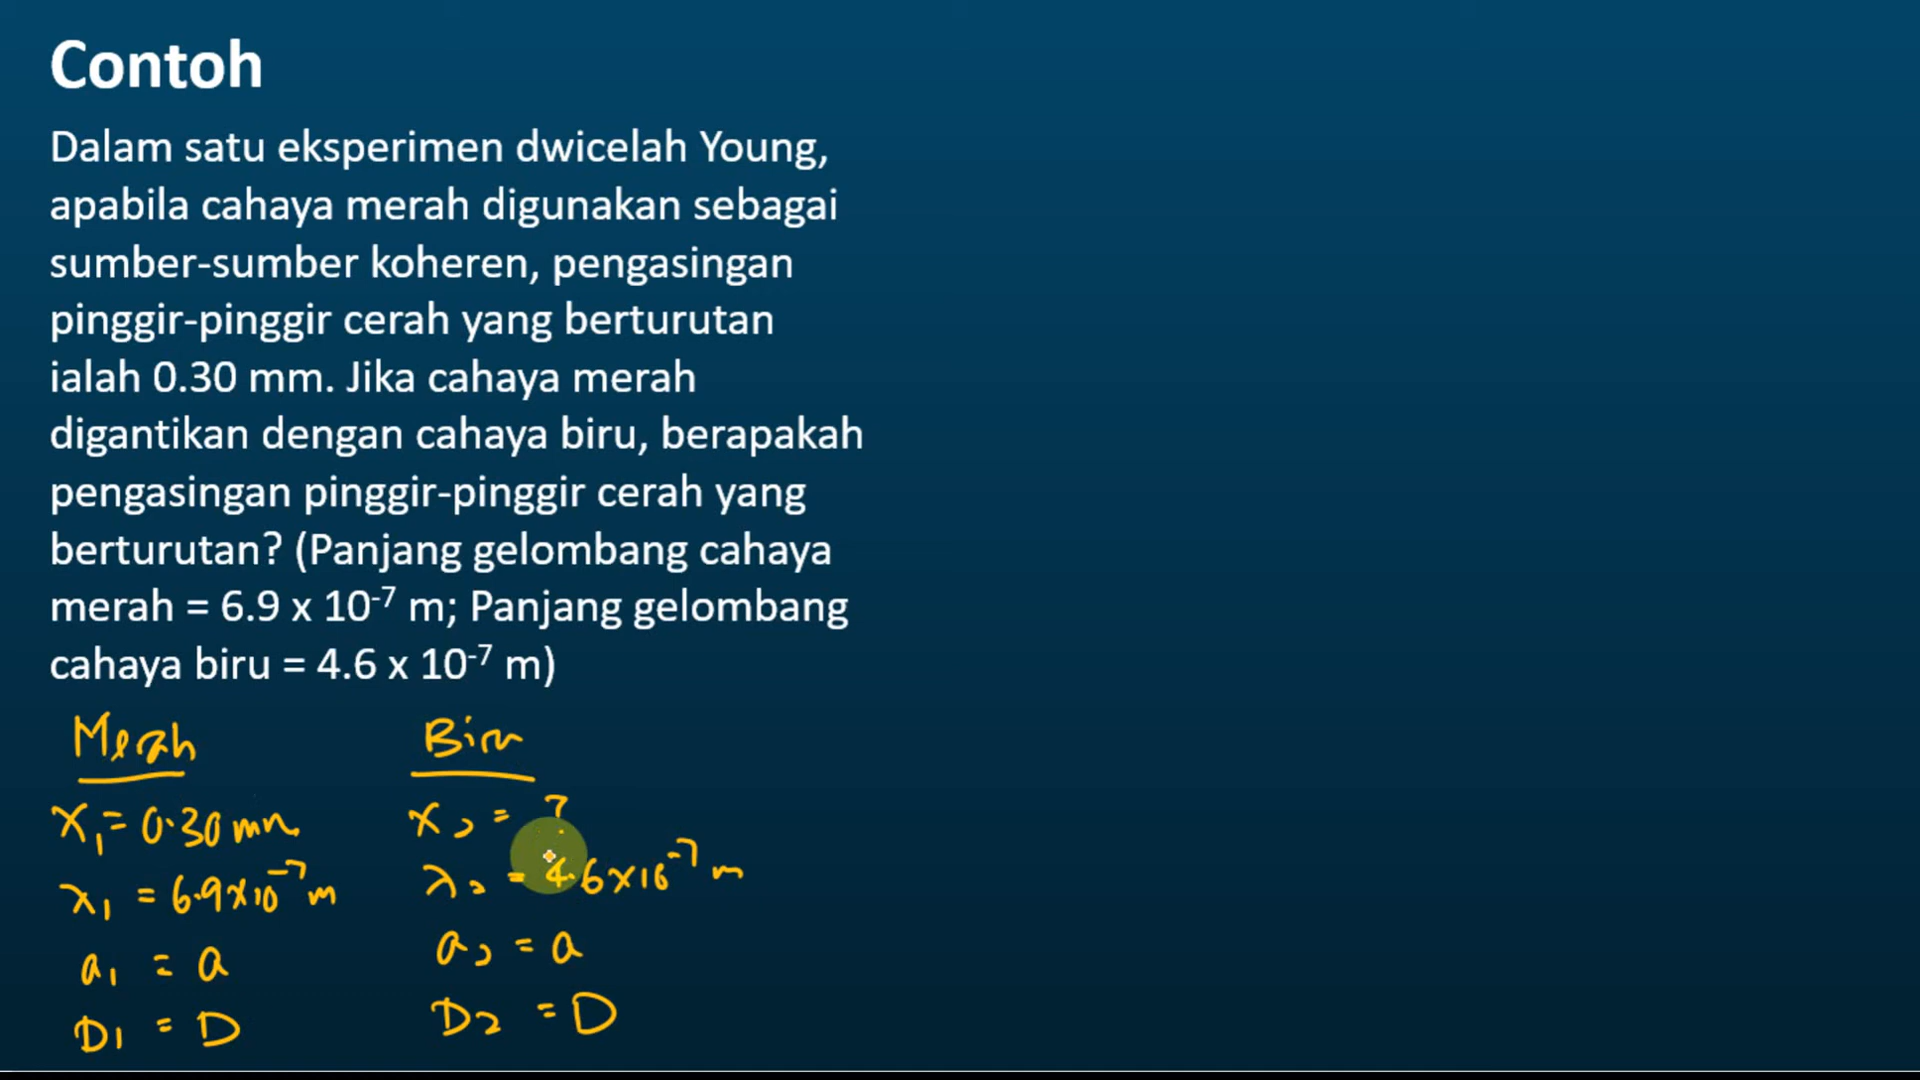 Contoh
Dalam satu eksperimen dwicelah Young,
apabila cahaya merah digunakan sebagai
sumber-sumber koheren, pengasingan
pinggir-pinggir cerah yang berturutan
ialah 0.30 mm. Jika cahaya merah
digantikan dengan cahaya biru, berapakah
pengasingan pinggir-pinggir cerah yang
berturutan? (Panjang gelombang cahaya
merah = 6.9 x 10⁻⁷ m; Panjang gelombang
cahaya biru = 4.6 x 10⁻⁷ m)
Merah
x₁ = 0.30 mm
λ₁ = 6.9x10⁻⁷ m
a₁ = a
D₁ = D
Biru
x₂ = ?
λ₂ = 4.6x10⁻⁷ m
a₂ = a
D₂ = D